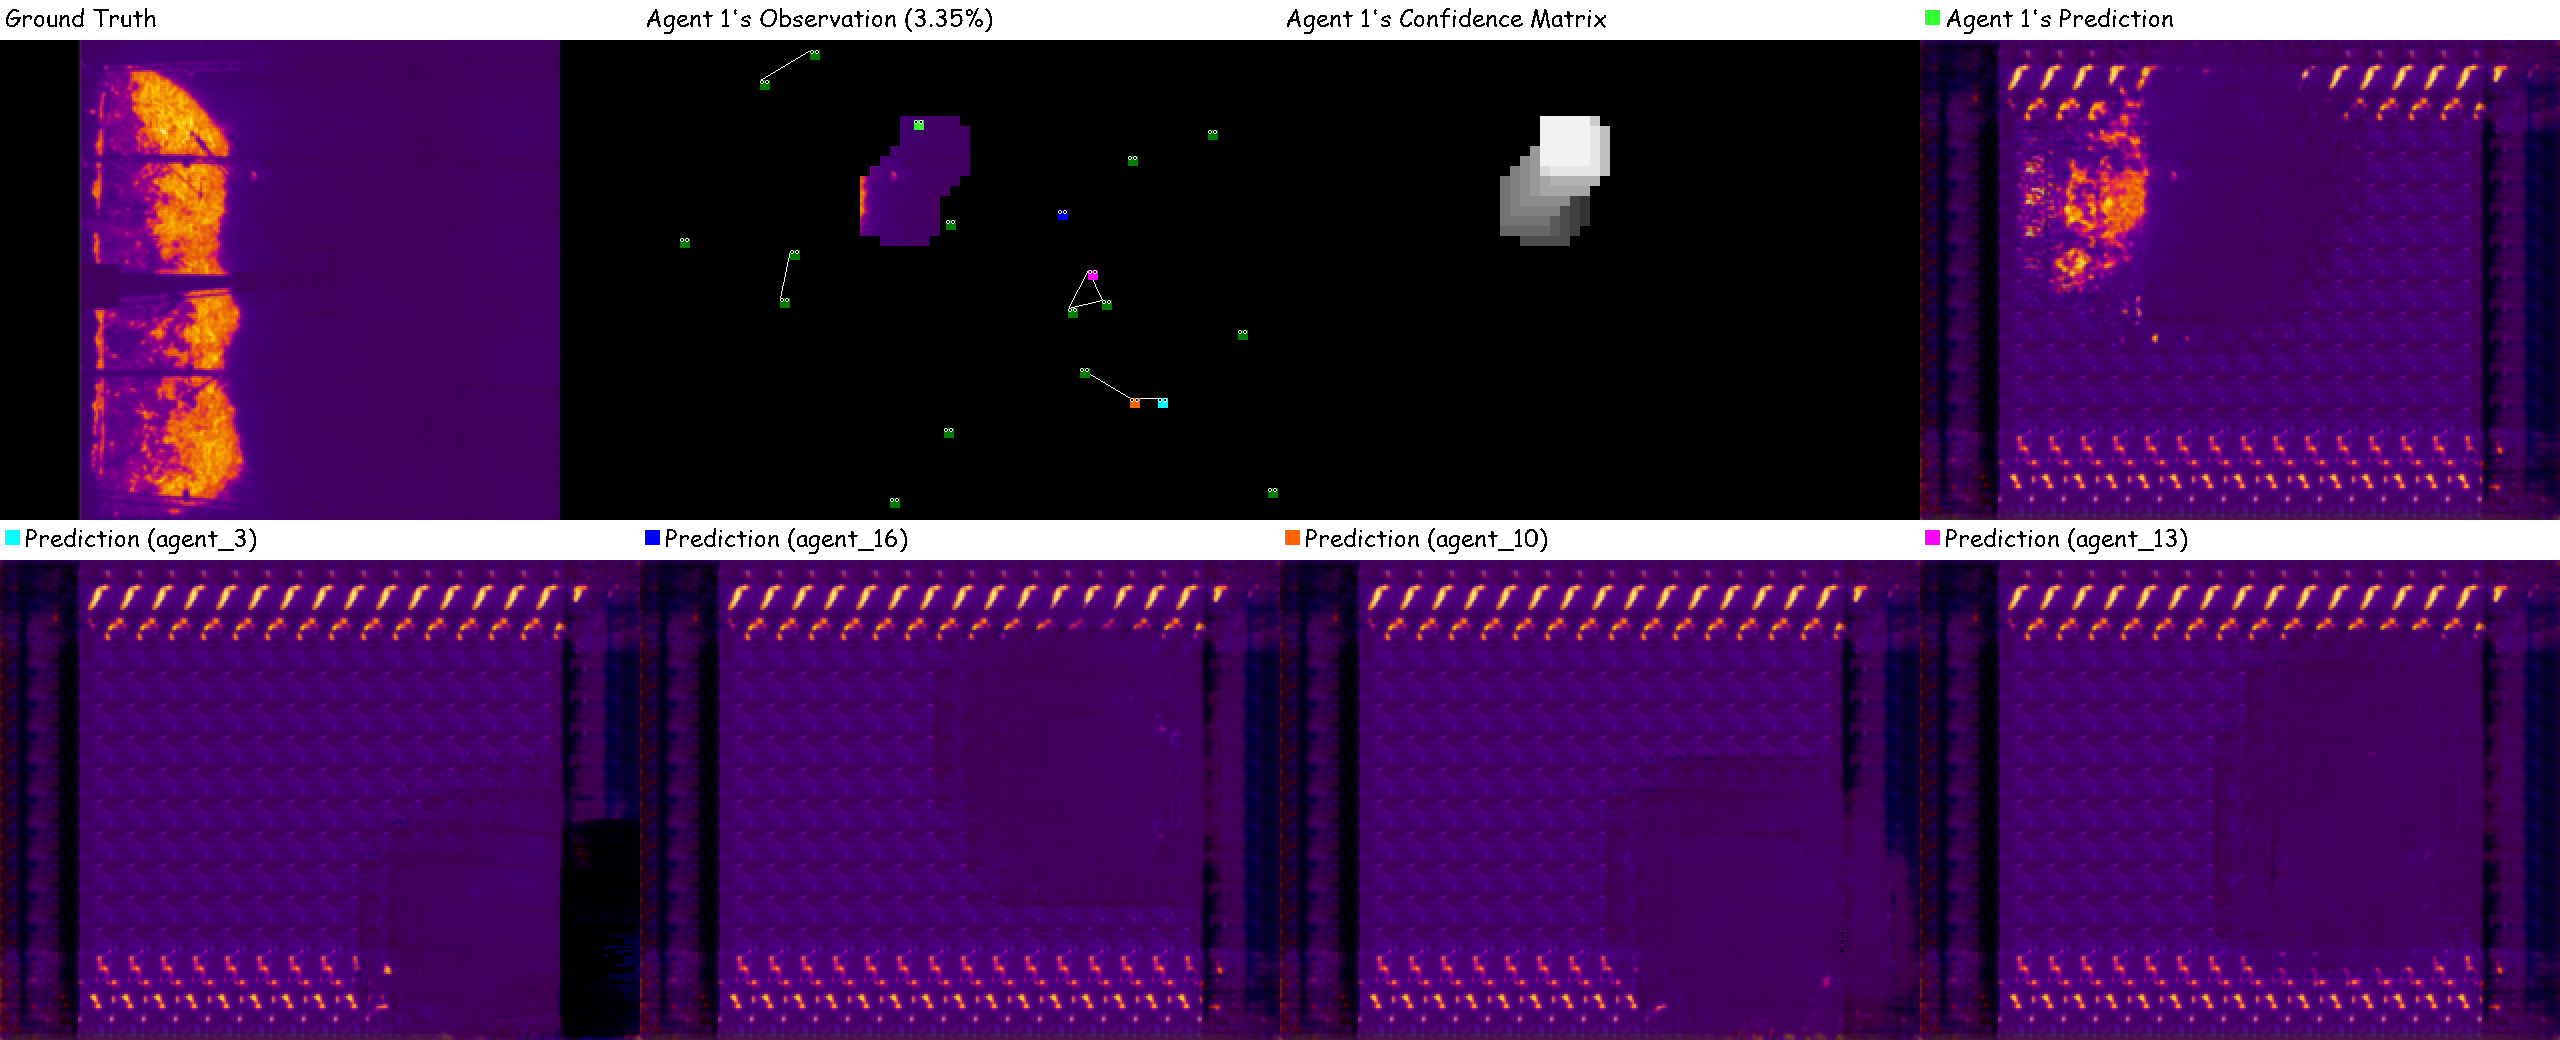 Ground Truth
Agent 1's Observation (3.35%)
Agent 1's Confidence Matrix
Agent 1's Prediction
Prediction (agent_3)
Prediction (agent_16)
Prediction (agent_10)
Prediction (agent_13)